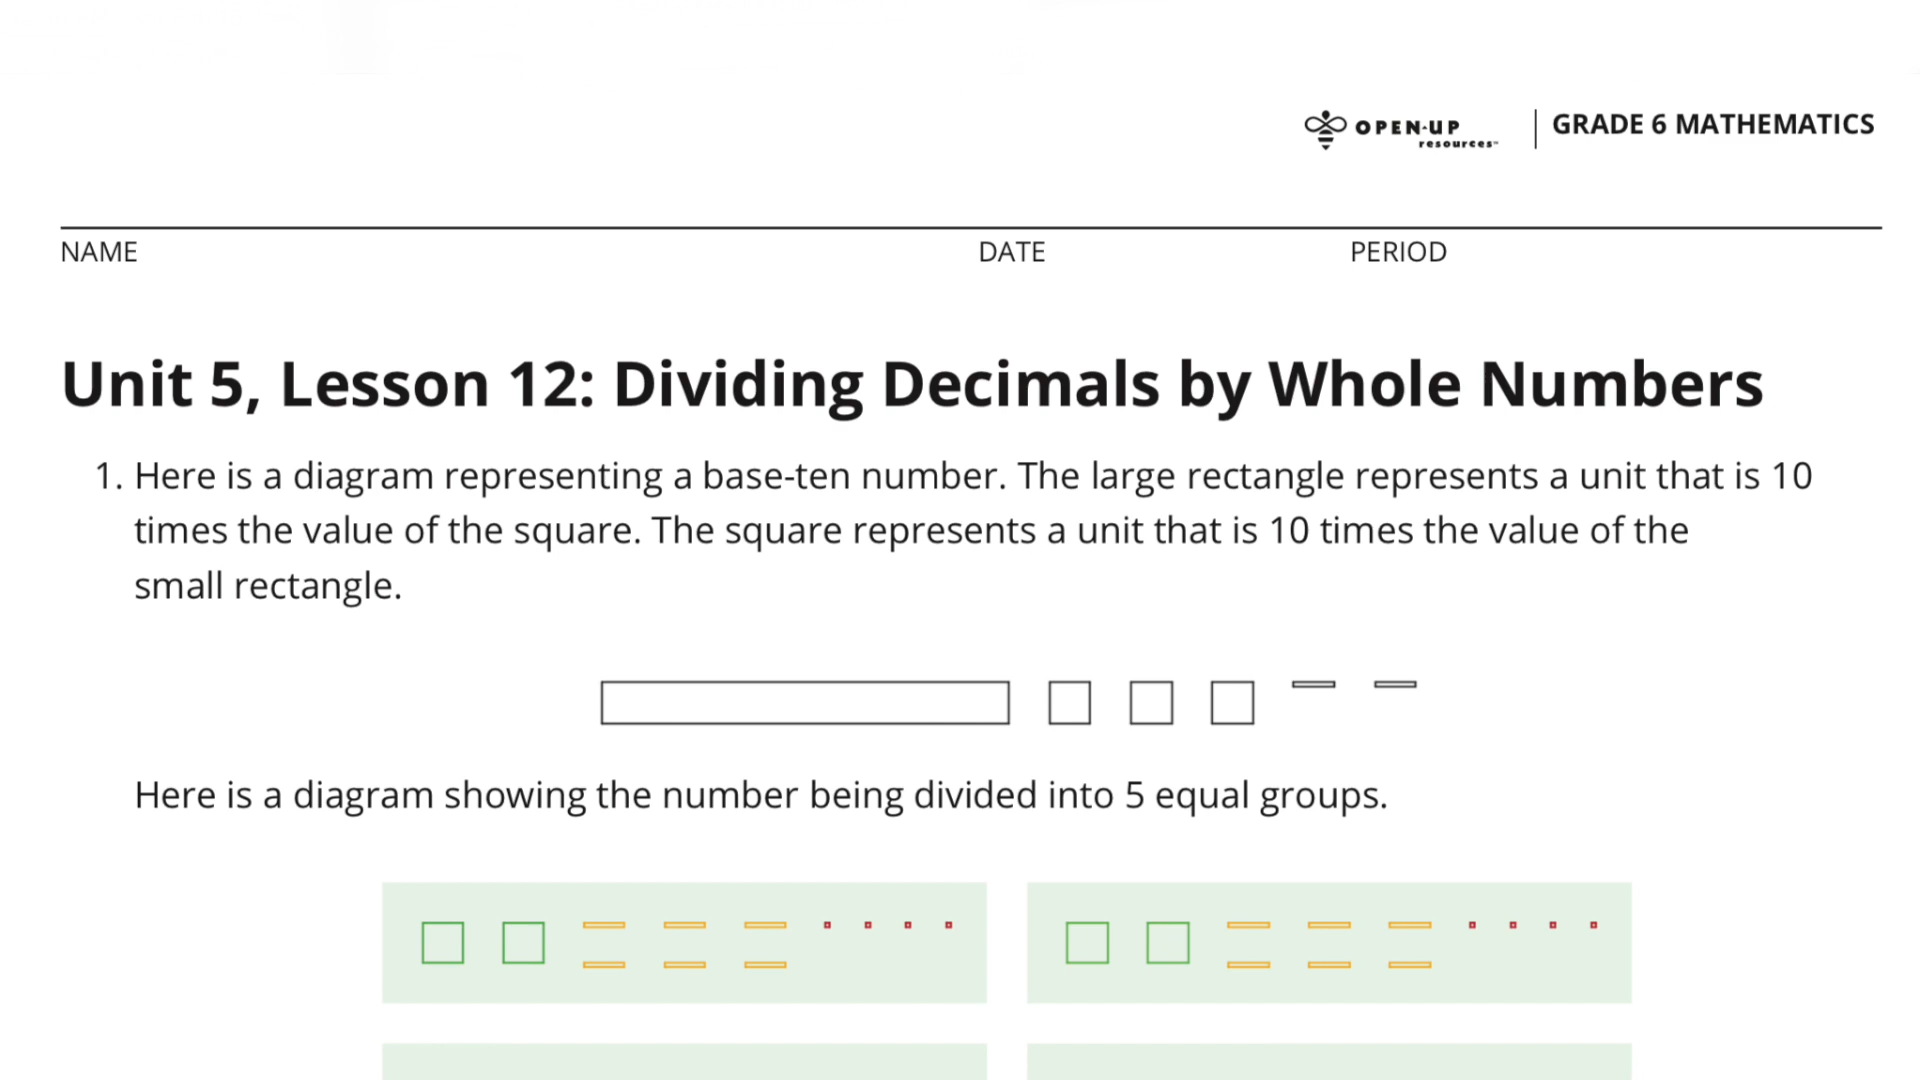 OPEN-UP
resources™
GRADE 6 MATHEMATICS
NAME DATE PERIOD
Unit 5, Lesson 12: Dividing Decimals by Whole Numbers
1. Here is a diagram representing a base-ten number. The large rectangle represents a unit that is 10
times the value of the square. The square represents a unit that is 10 times the value of the
small rectangle.
Here is a diagram showing the number being divided into 5 equal groups.